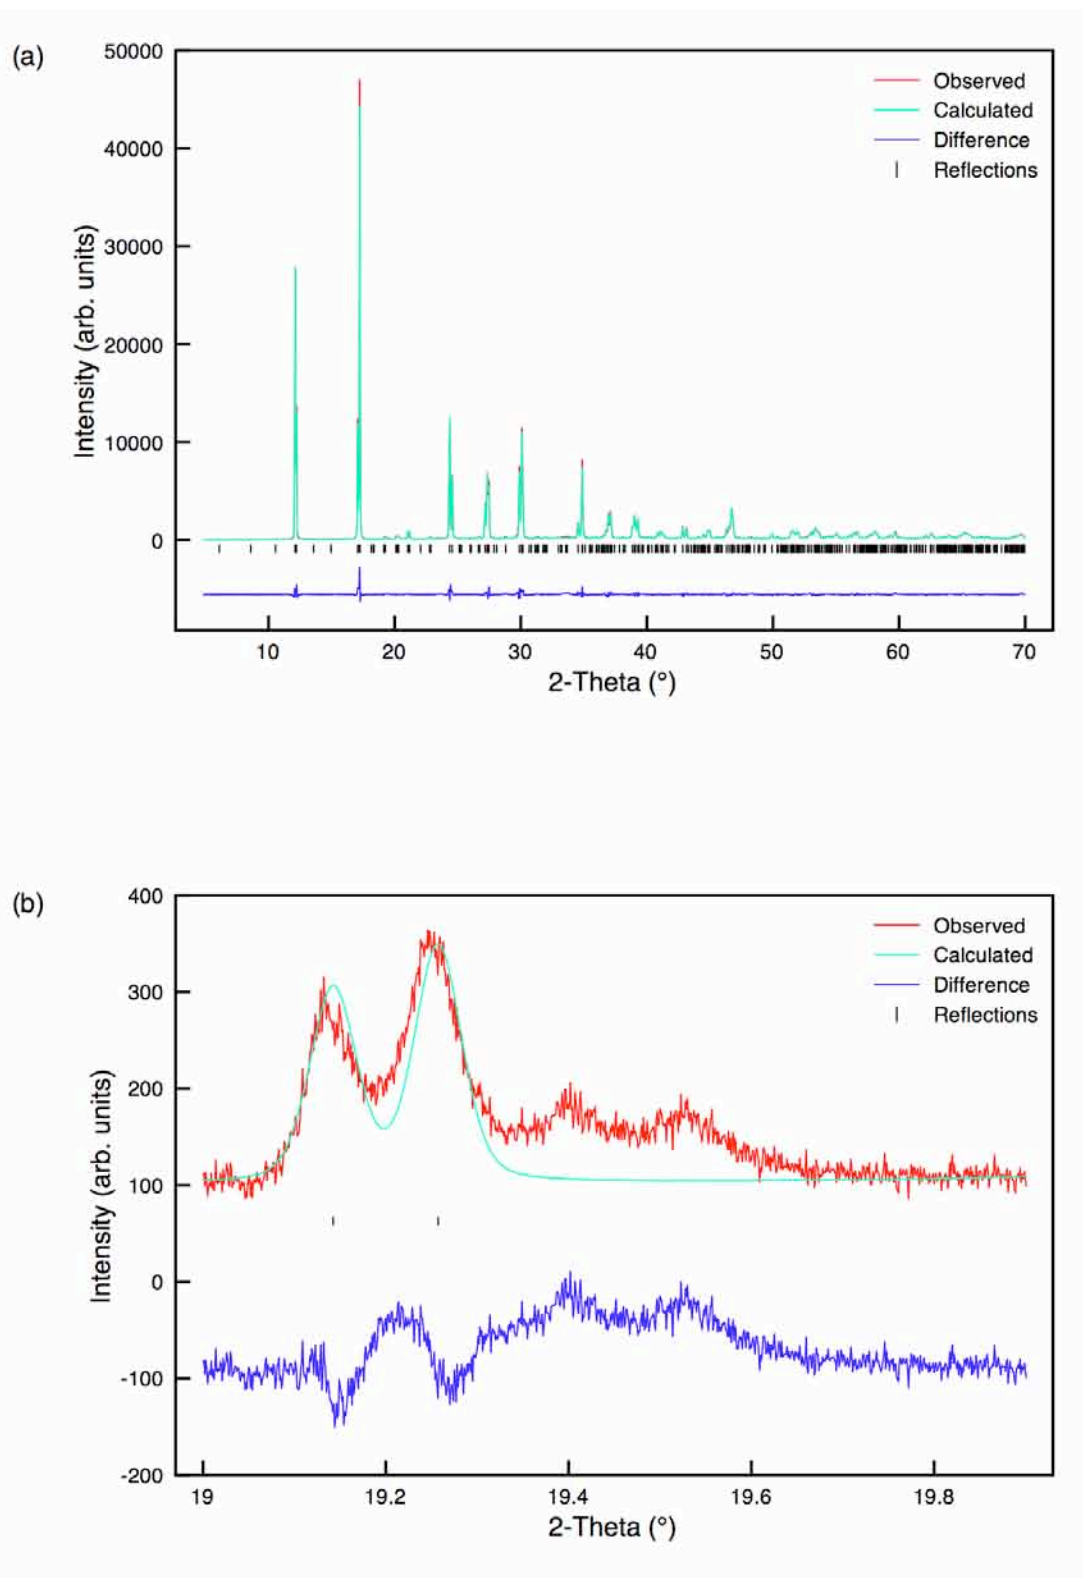 (a)
Intensity (arb. units)
50000
40000
30000
20000
10000
0
Observed
Calculated
Difference
Reflections
10 20 30 40 50 60 70
2-Theta (°)
(b)
Intensity (arb. units)
400
300
200
100
0
-100
-200
Observed
Calculated
Difference
Reflections
19 19.2 19.4 19.6 19.8
2-Theta (°)